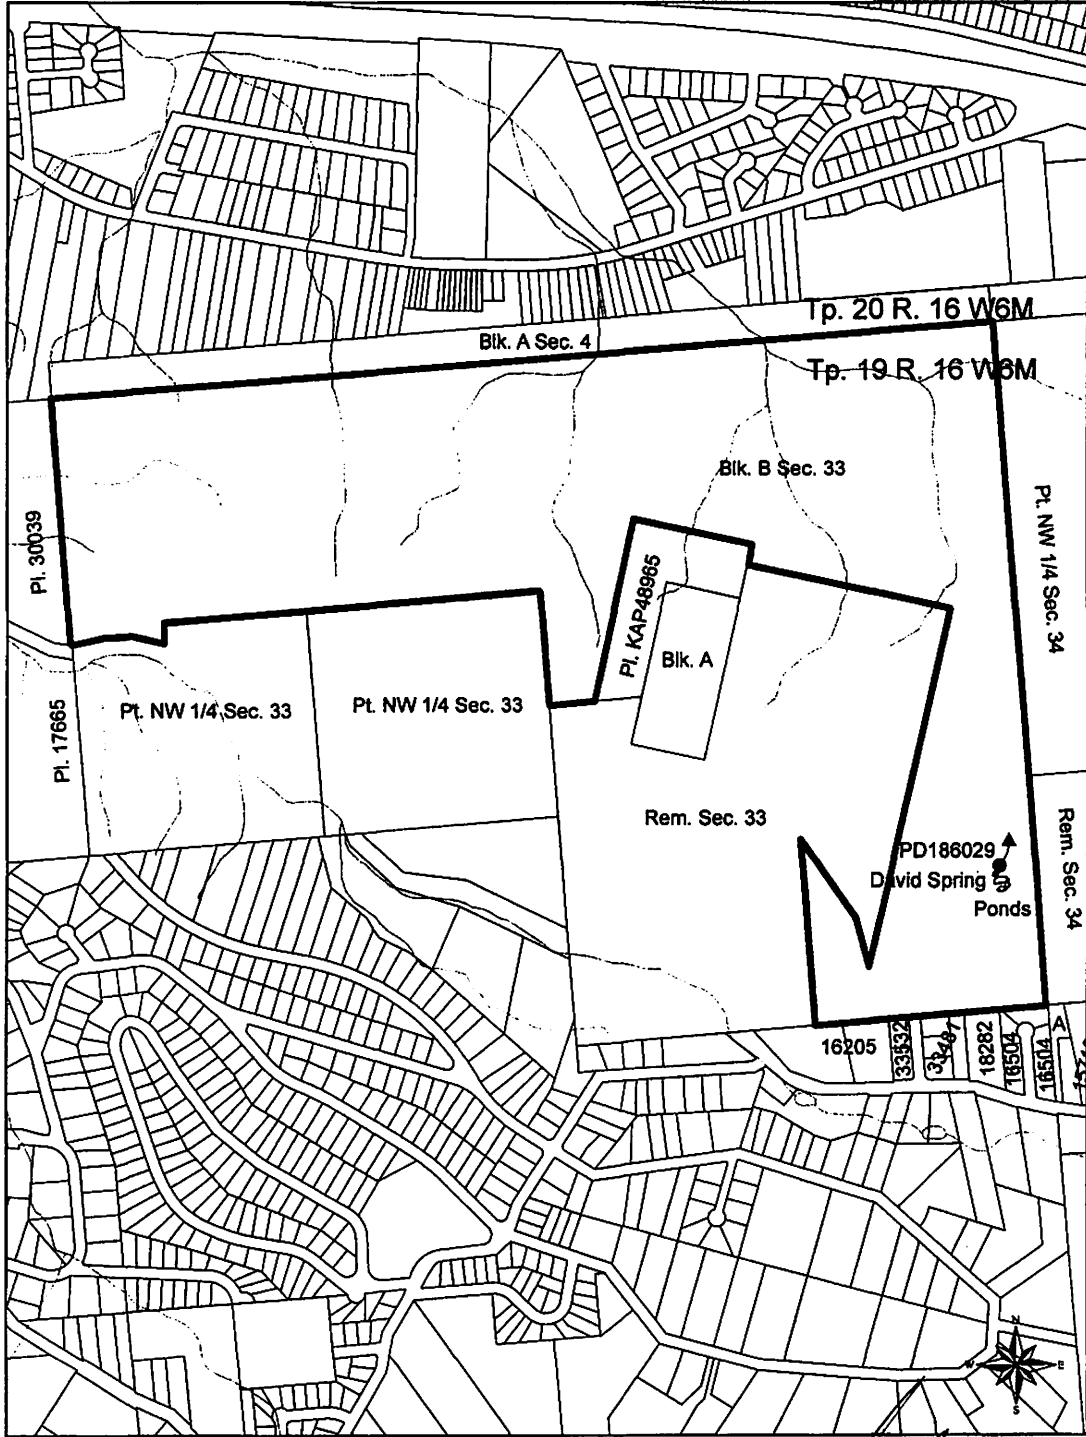 Tp. 20 R. 16 W6M
Blk. A Sec. 4
Tp. 19 R. 16 W6M
Blk. B Sec. 33
Pt. NW 1/4 Sec. 34
Pl. 30039
Pl. KAP48965
Blk. A
Pt. NW 1/4 Sec. 33
Pt. NW 1/4 Sec. 33
Pl. 17665
Rem. Sec. 33
Rem. Sec. 34
PD186029
David Spring
Ponds
A
16205
33632
18282
16504
16504
N
W
E
S